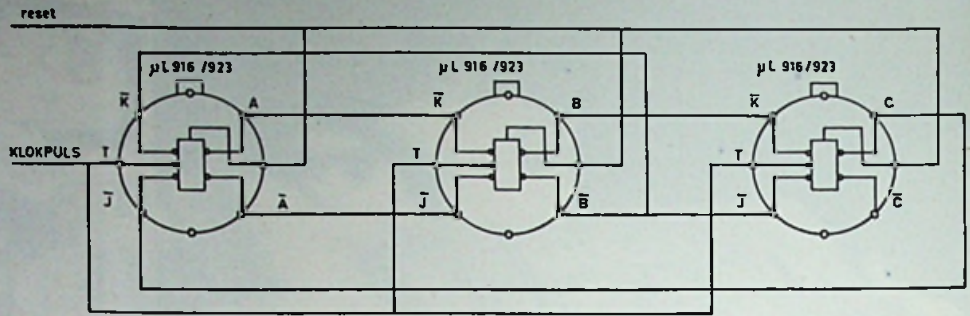 reset
μL 916/923 μL 916/923 μL 916/923
K̅ A K̅ B K̅ C
KLOKPULS T T T
J̅ A̅ J̅ B̅ J̅ C̅